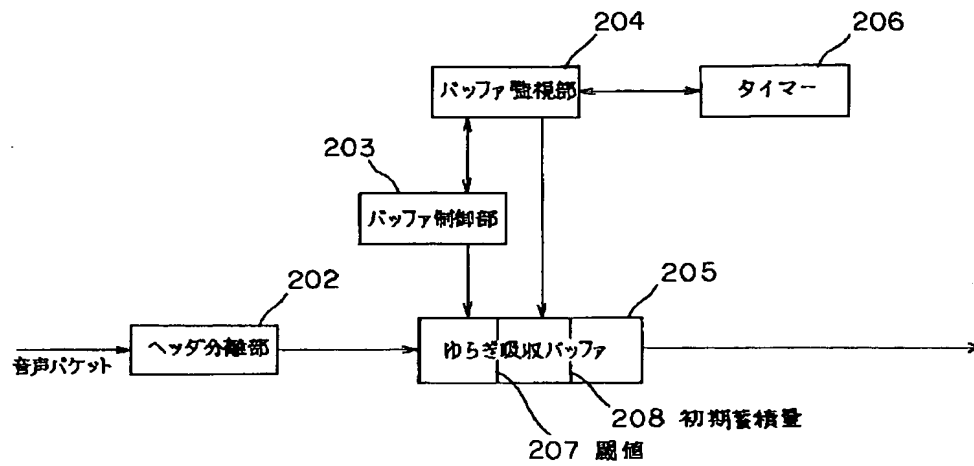 204
206
バッファ監視部
タイマー
203
バッファ制御部
202
205
ヘッダ分離部
ゆらぎ吸収バッファ
音声パケット
208 初期蓄積量
207 閾値